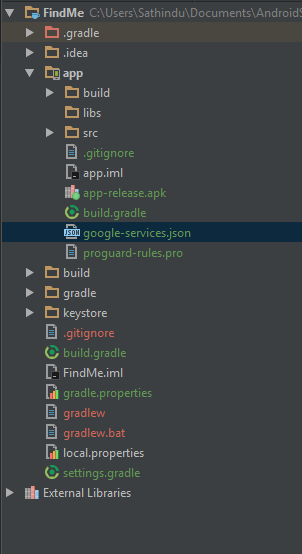 FindMe C:\Users\Sathindu\Documents\AndroidS
.gradle
.idea
app
build
libs
src
.gitignore
app.iml
app-release.apk
build.gradle
google-services.json
proguard-rules.pro
build
gradle
keystore
.gitignore
build.gradle
FindMe.iml
gradle.properties
gradlew
gradlew.bat
local.properties
settings.gradle
External Libraries